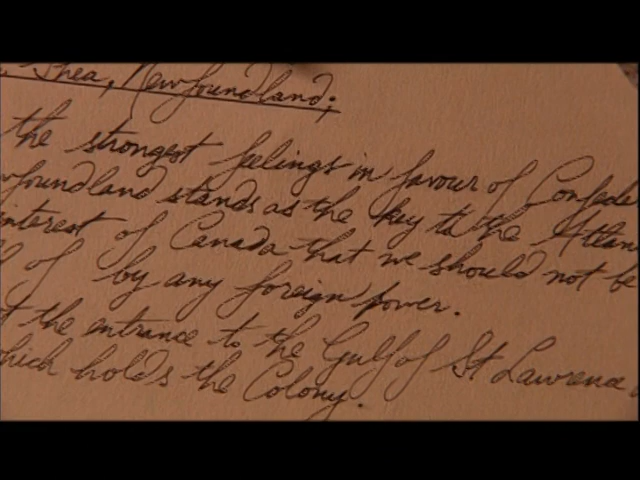 Shea, Newfoundland;
the strongest feelings in favour of Confede
wfoundland stands as the key to the Atlan
interest of Canada that we should not be
of by any foreign power.
t the entrance to the Gulf of St Lawrence
which holds the Colony.